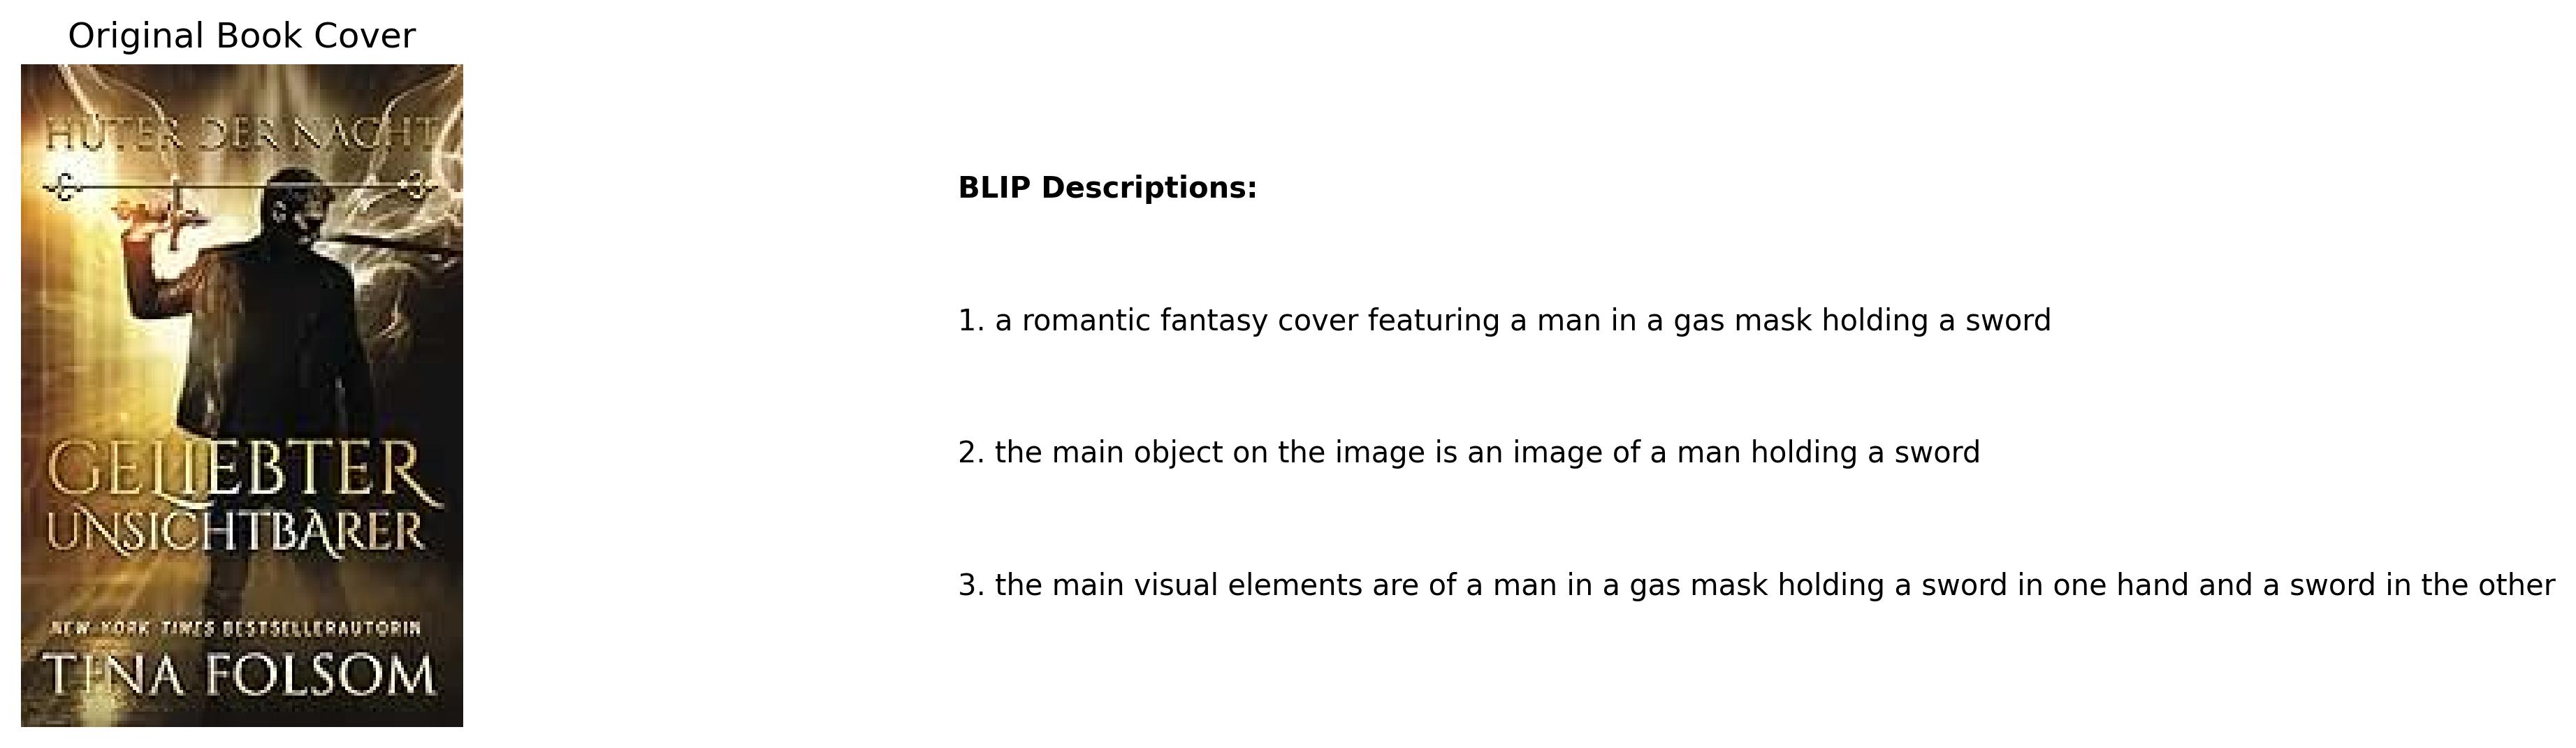 Original Book Cover
HÜTER DER NACHT
GELIEBTER
UNSICHTBARER
NEW YORK TIMES BESTSELLERAUTORIN
TINA FOLSOM
BLIP Descriptions:
1. a romantic fantasy cover featuring a man in a gas mask holding a sword
2. the main object on the image is an image of a man holding a sword
3. the main visual elements are of a man in a gas mask holding a sword in one hand and a sword in the other